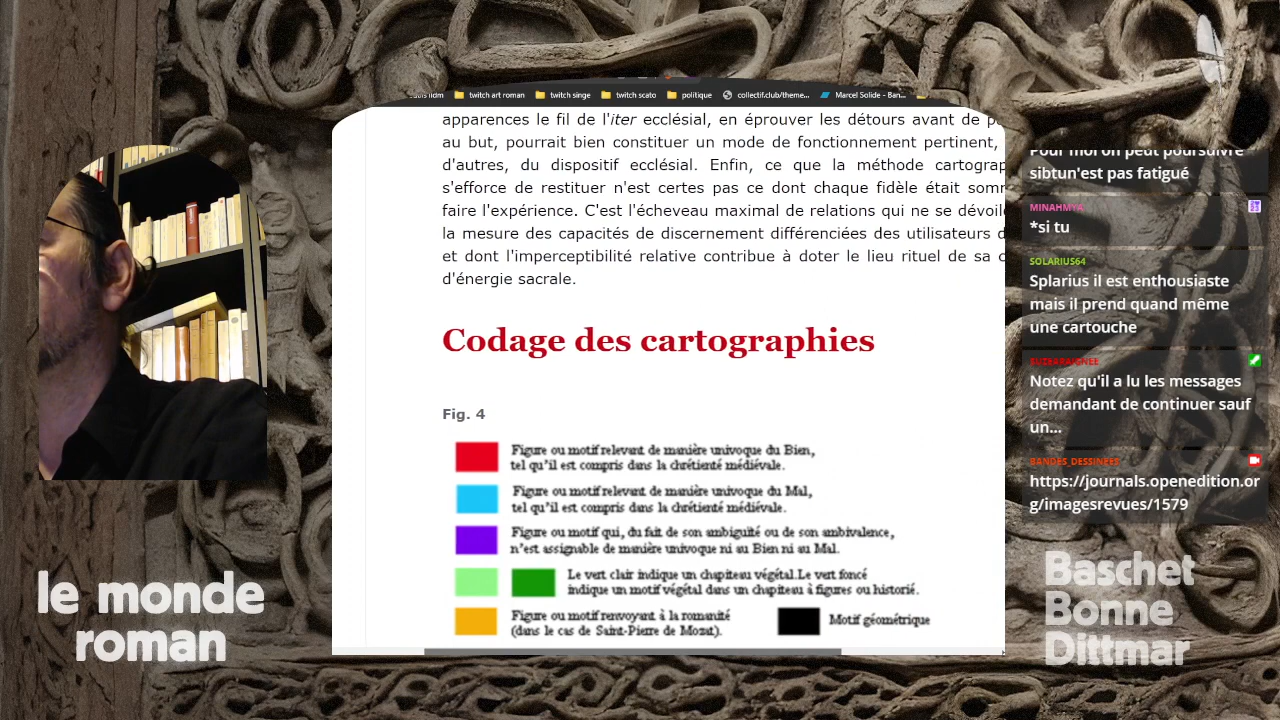 twitch art roman
twitch singe
twitch scato
politique
collectif.club/theme...
Marcel Solide - Ban...
apparences le fil de l'iter ecclésial, en éprouver les détours avant de
au but, pourrait bien constituer un mode de fonctionnement pertinent,
d'autres, du dispositif ecclésial. Enfin, ce que la méthode cartograp
s'efforce de restituer n'est certes pas ce dont chaque fidèle était som
faire l'expérience. C'est l'écheveau maximal de relations qui ne se dévoil
la mesure des capacités de discernement différenciées des utilisateurs
et dont l'imperceptibilité relative contribue à doter le lieu rituel de sa
d'énergie sacrale.
Codage des cartographies
Fig. 4
Figure ou motif relevant de manière univoque du Bien,
tel qu'il est compris dans la chrétienté médiévale.
Figure ou motif relevant de manière univoque du Mal,
tel qu'il est compris dans la chrétienté médiévale.
Figure ou motif qui, du fait de son ambiguïté ou de son ambivalence,
n'est assignable de manière univoque ni au Bien ni au Mal.
Le vert clair indique un chapiteau végétal. Le vert foncé
indique un motif végétal dans un chapiteau à figures ou historié.
Figure ou motif renvoyant à la romanité
(dans le cas de Saint-Pierre de Mozat).
Motif géométrique
Pour moi on peut poursuivre
sibtun'est pas fatigué
MINAHMYA
*si tu
SOLARIUS64
Splarius il est enthousiaste
mais il prend quand même
une cartouche
Notez qu'il a lu les messages
demandant de continuer sauf
un...
BANDES_DESSINEES
https://journals.openedition.or
g/imagesrevues/1579
le monde
roman
Baschet
Bonne
Dittmar